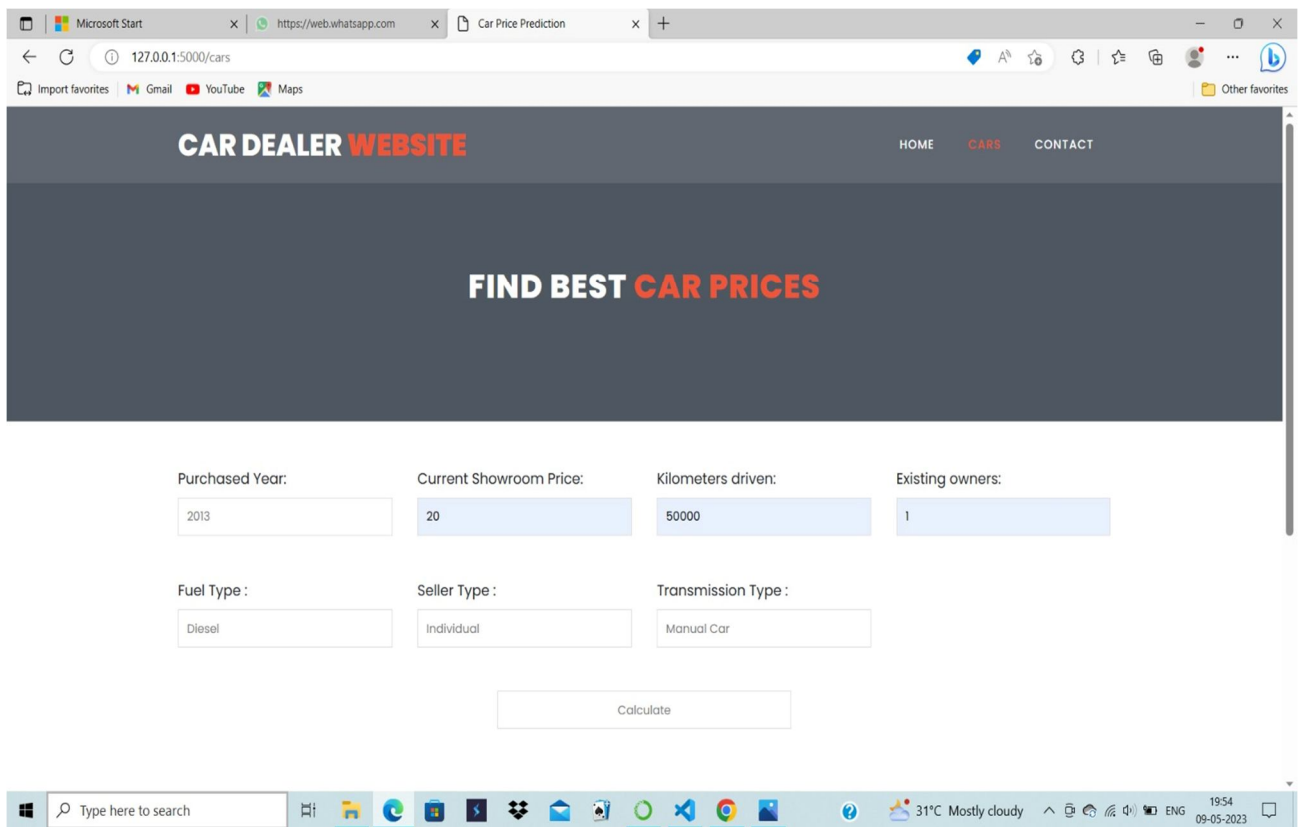 Microsoft Start
https://web.whatsapp.com
Car Price Prediction
127.0.0.1:5000/cars
Import favorites Gmail YouTube Maps Other favorites
CAR DEALER WEBSITE
HOME CARS CONTACT
FIND BEST CAR PRICES
Purchased Year: Current Showroom Price: Kilometers driven: Existing owners:
2013 20 50000 1
Fuel Type : Seller Type : Transmission Type :
Diesel Individual Manual Car
Calculate
Type here to search
31°C Mostly cloudy ENG
19:54
09-05-2023